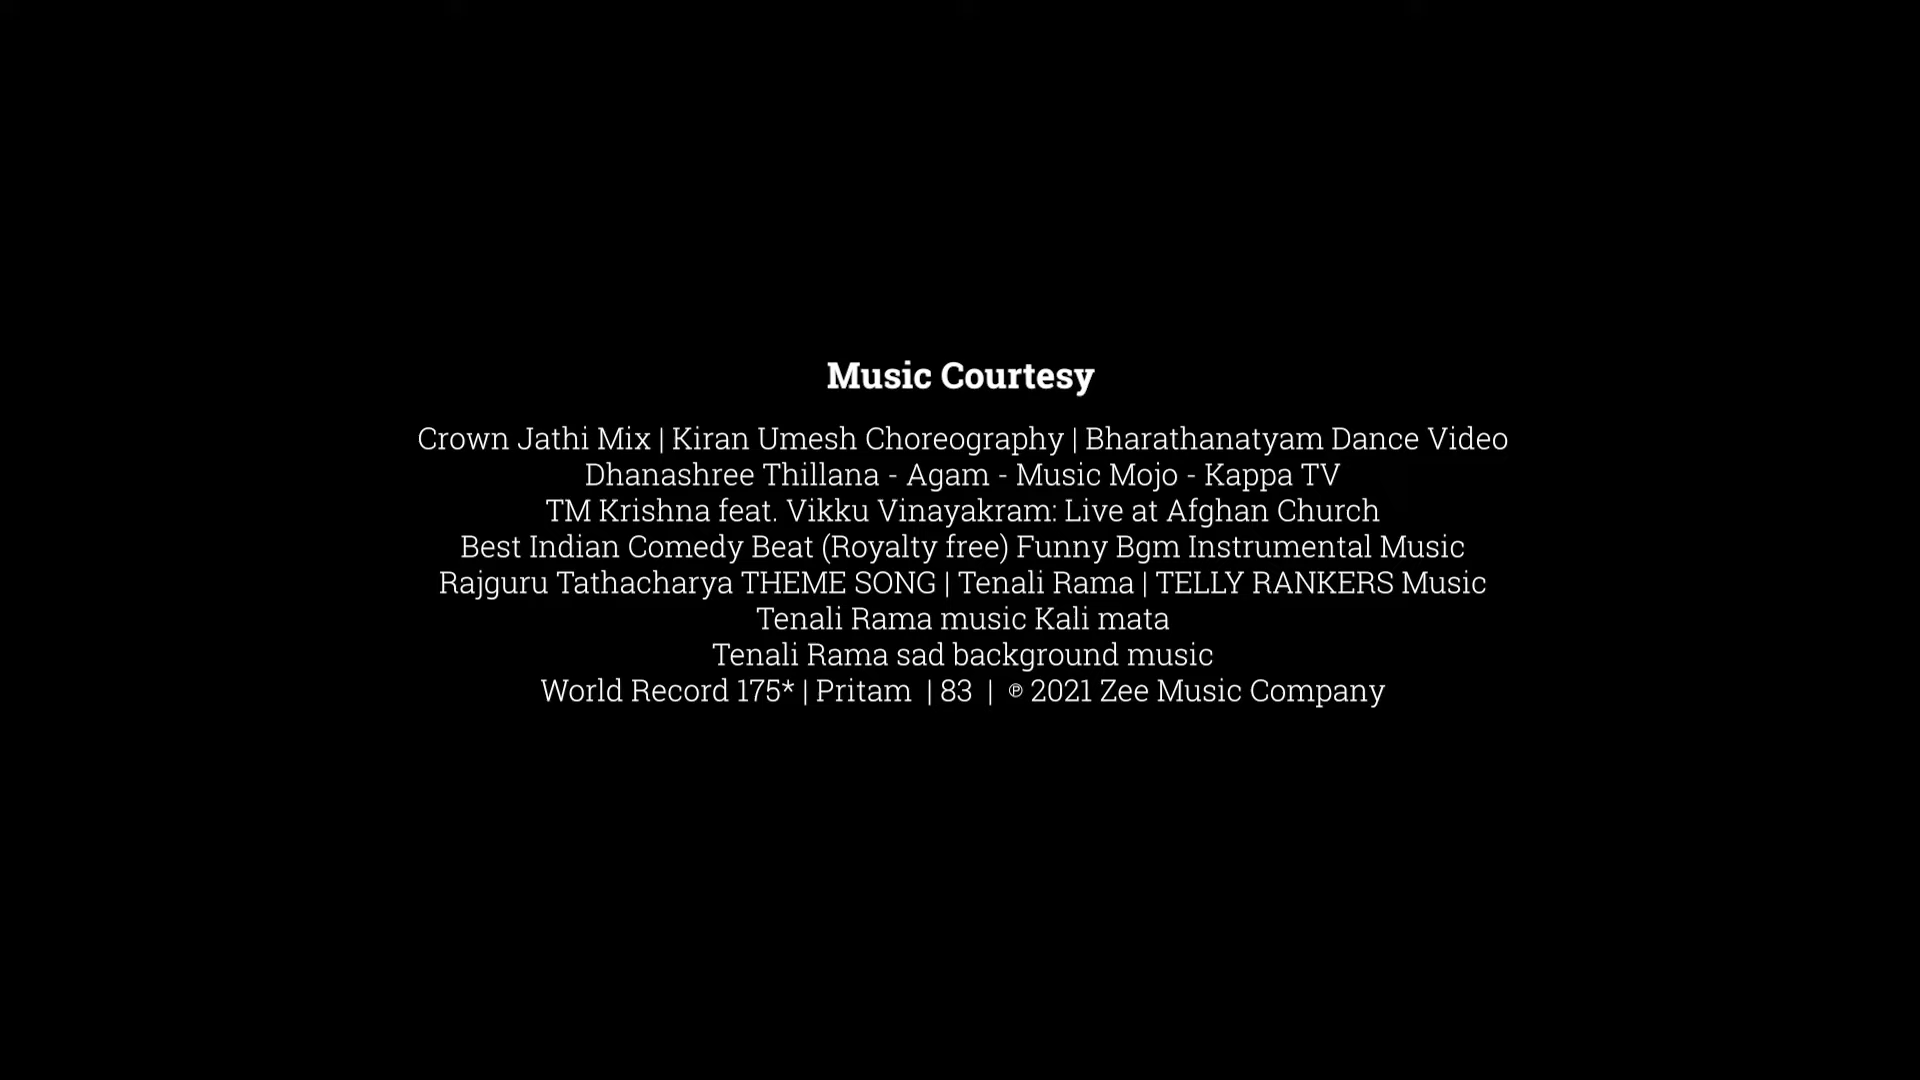 Music Courtesy
Crown Jathi Mix | Kiran Umesh Choreography | Bharathanatyam Dance Video
Dhanashree Thillana - Agam - Music Mojo - Kappa TV
TM Krishna feat. Vikku Vinayakram: Live at Afghan Church
Best Indian Comedy Beat (Royalty free) Funny Bgm Instrumental Music
Rajguru Tathacharya THEME SONG | Tenali Rama | TELLY RANKERS Music
Tenali Rama music Kali mata
Tenali Rama sad background music
World Record 175* | Pritam | 83 | ℗ 2021 Zee Music Company